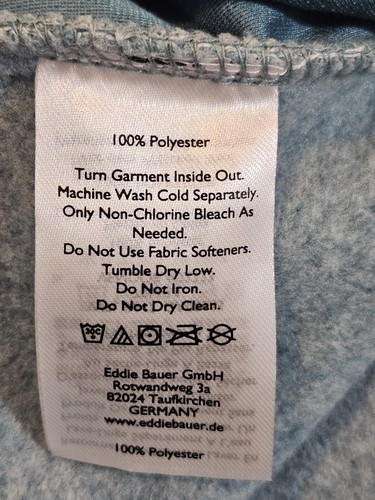 100% Polyester
Turn Garment Inside Out.
Machine Wash Cold Separately.
Only Non-Chlorine Bleach As
Needed.
Do Not Use Fabric Softeners.
Tumble Dry Low.
Do Not Iron.
Do Not Dry Clean.
30C
Eddie Bauer GmbH
Rotwandweg 3a
82024 Taufkirchen
GERMANY
www.eddiebauer.de
100% Polyester